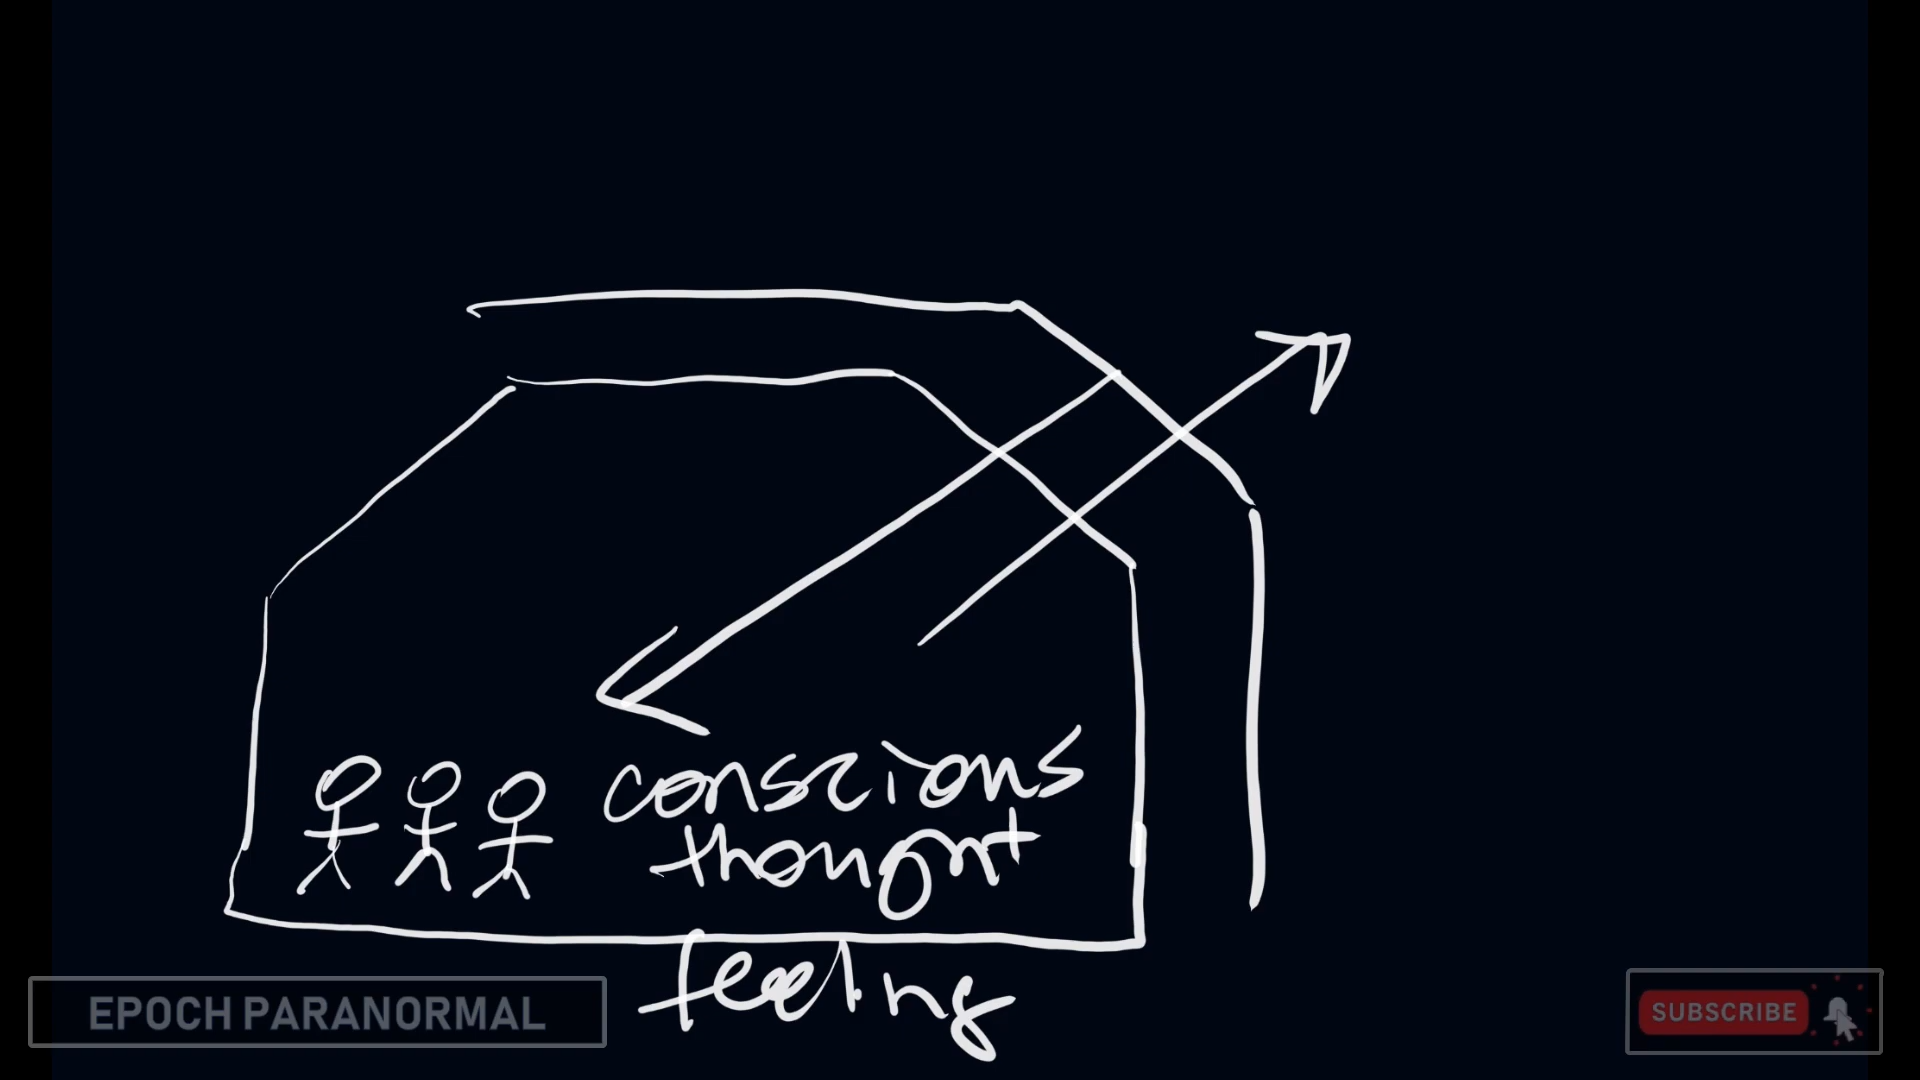 conscious
thought
feeling
EPOCH PARANORMAL
SUBSCRIBE